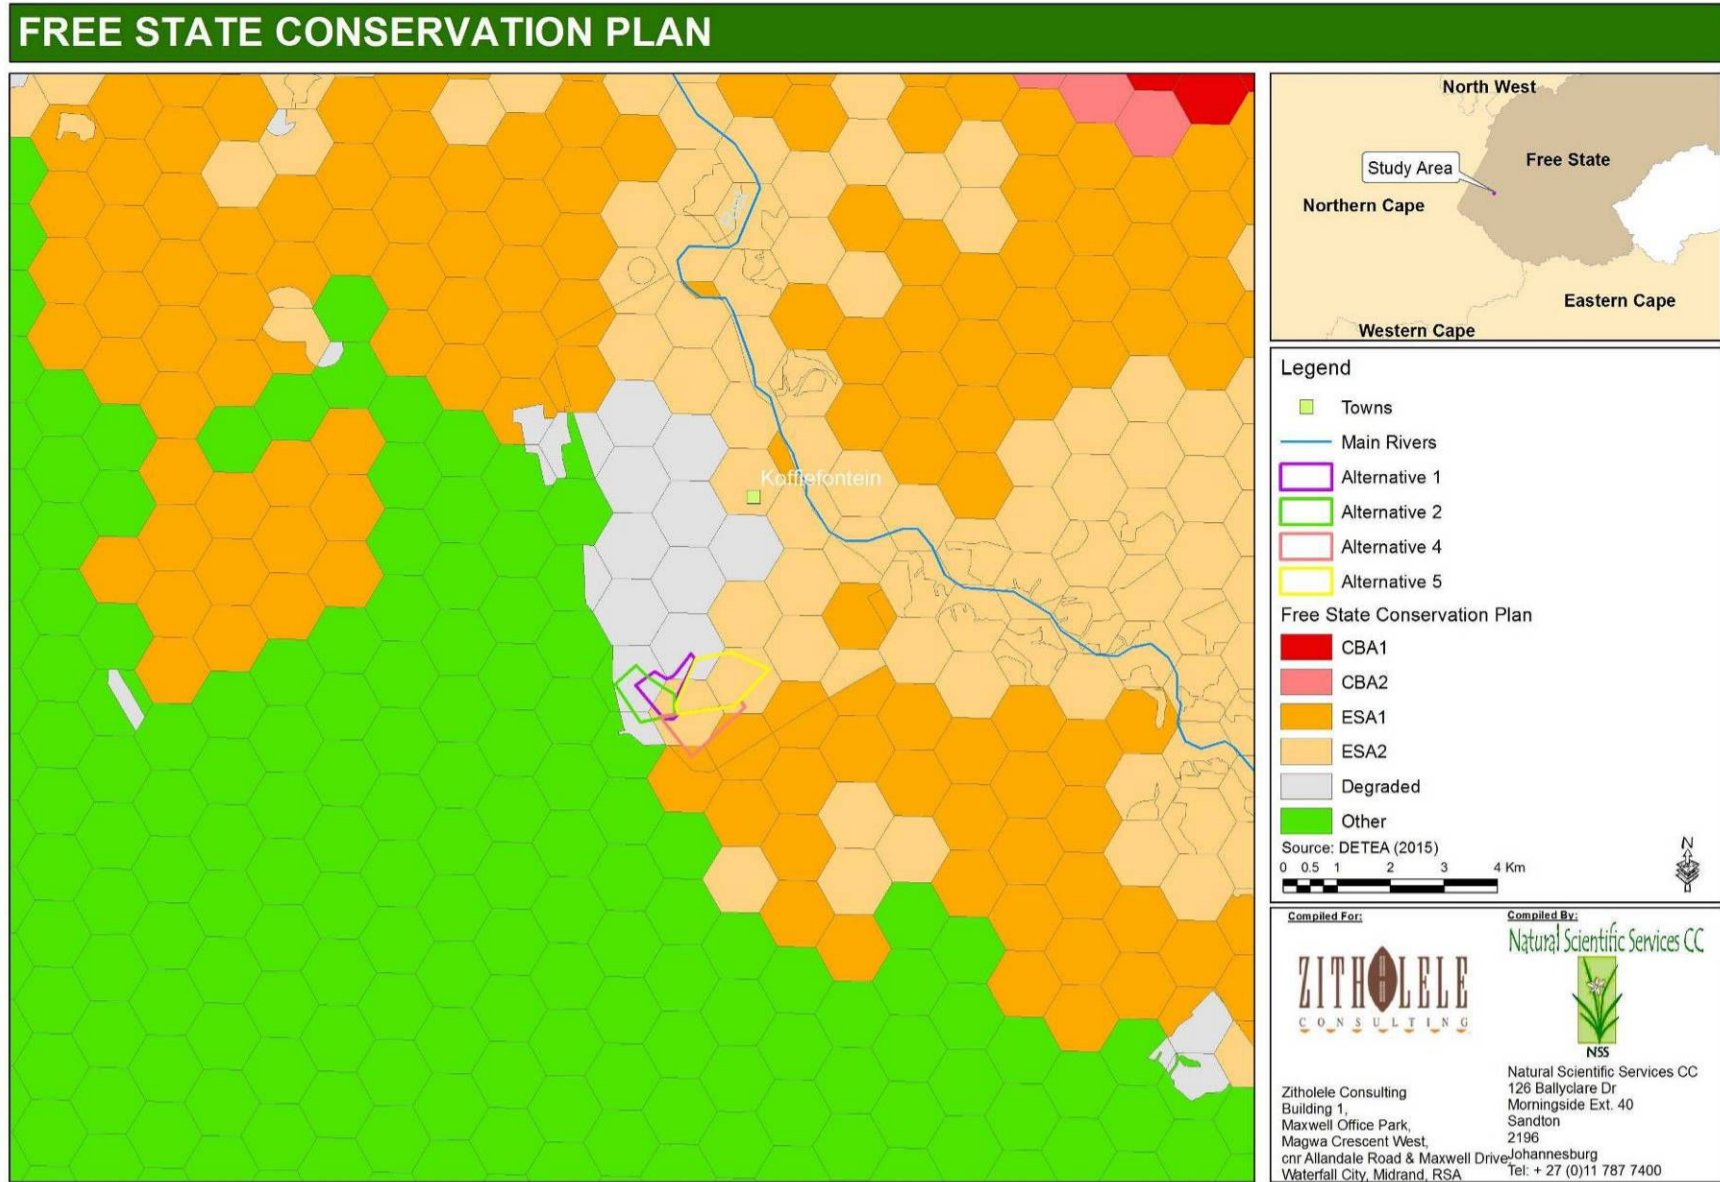 FREE STATE CONSERVATION PLAN
Koffiefontein
North West
Free State
Study Area
Northern Cape
Eastern Cape
Western Cape
Legend
Towns
Main Rivers
Alternative 1
Alternative 2
Alternative 4
Alternative 5
Free State Conservation Plan
CBA1
CBA2
ESA1
ESA2
Degraded
Other
Source: DETEA (2015)
0 0.5 1 2 3 4 Km
N
Compiled For:
ZITHOLELE
CONSULTING
Zitholele Consulting
Building 1,
Maxwell Office Park,
Magwa Crescent West,
cnr Allandale Road & Maxwell Drive
Waterfall City, Midrand, RSA
Compiled By:
Natural Scientific Services CC
NSS
Natural Scientific Services CC
126 Ballyclare Dr
Morningside Ext. 40
Sandton
2196
Johannesburg
Tel: + 27 (0)11 787 7400